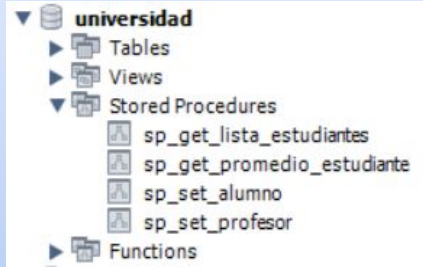 universidad
Tables
Views
Stored Procedures
sp_get_lista_estudiantes
sp_get_promedio_estudiante
sp_set_alumno
sp_set_profesor
Functions